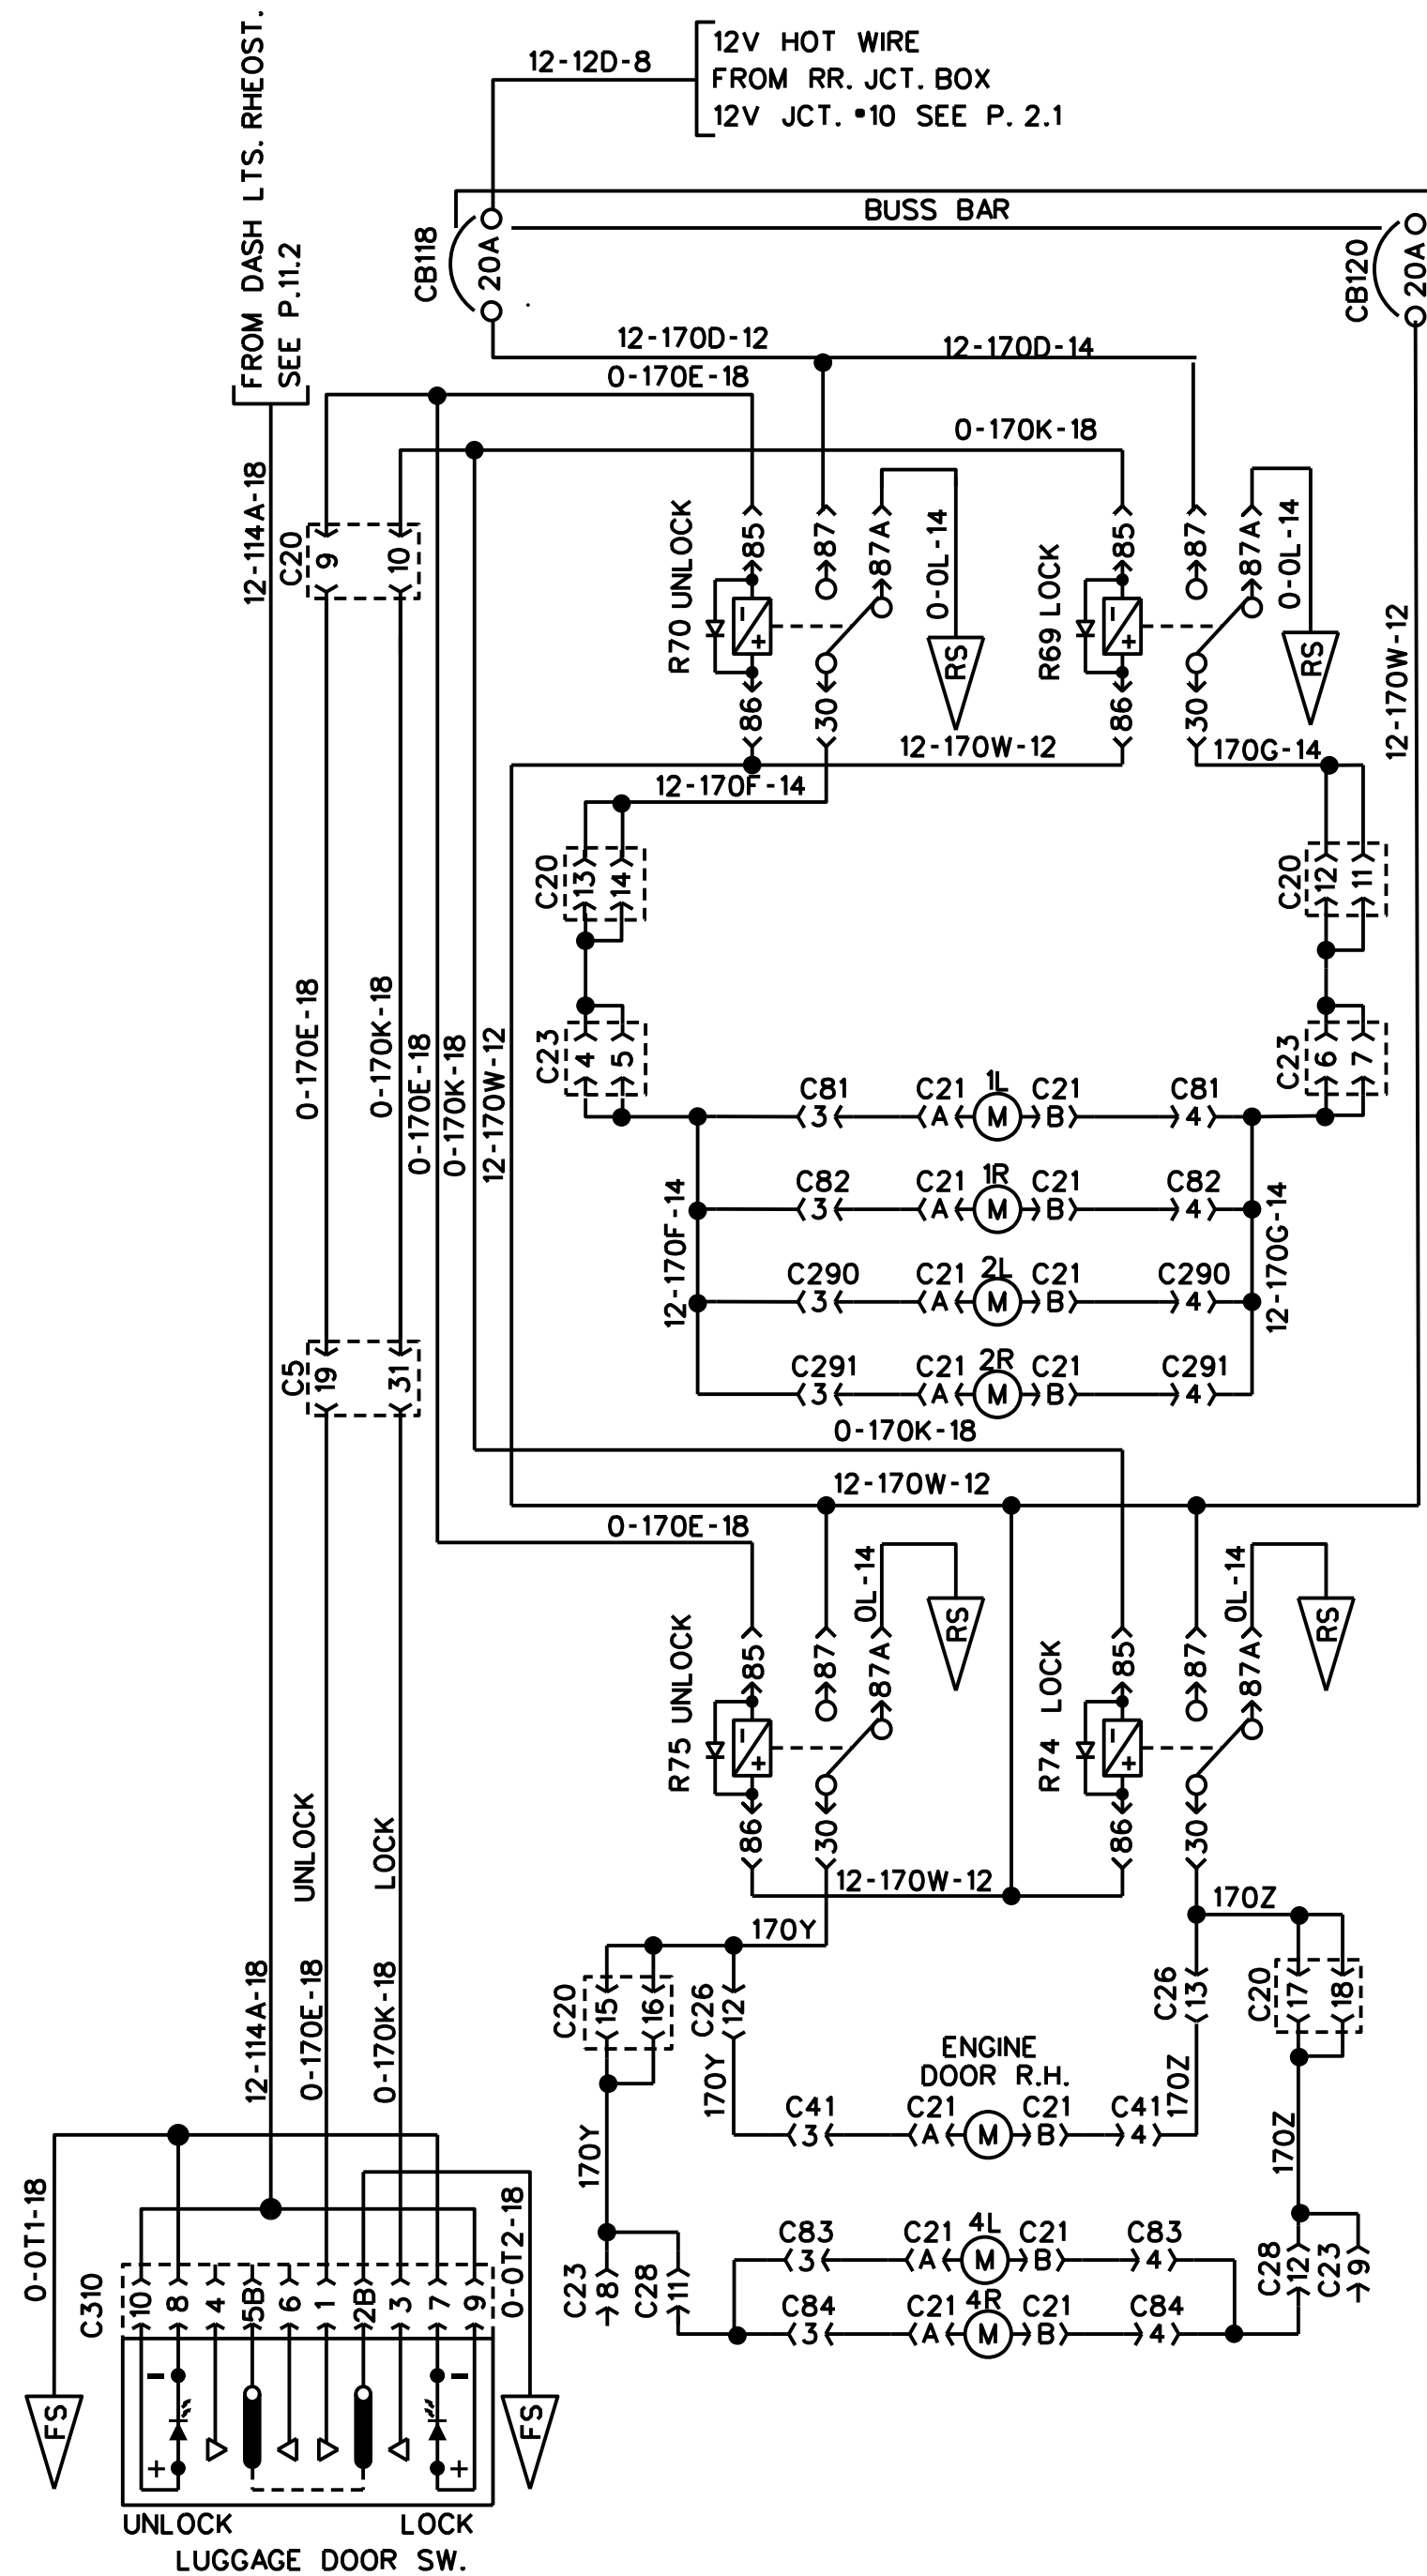 12V HOT WIRE
FROM RR. JCT. BOX
12V JCT. #10 SEE P. 2.1
12-12D-8
FROM DASH LTS. RHEOST.
SEE P.11.2
BUSS BAR
CB118
20A
CB120
20A
12-170D-12
12-170D-14
0-170E-18
0-170K-18
12-114A-18
C20
9
10
R70 UNLOCK
85
87
87A
0-0L-14
RS
86
30
R69 LOCK
85
87
87A
0-0L-14
RS
86
30
12-170W-12
12-170W-12
170G-14
12-170F-14
C20
13
14
C20
12
11
0-170E-18
0-170K-18
0-170E-18
0-170K-18
12-170W-12
C23
4
5
C23
6
7
C81
3
C21
A
1L
M
C21
B
C81
4
C82
3
C21
A
1R
M
C21
B
C82
4
12-170F-14
12-170G-14
C290
3
C21
A
2L
M
C21
B
C290
4
C291
3
C21
A
2R
M
C21
B
C291
4
C5
19
31
0-170K-18
12-170W-12
0-170E-18
R75 UNLOCK
85
87
87A
0L-14
RS
86
30
R74 LOCK
85
87
87A
0L-14
RS
86
30
UNLOCK
LOCK
12-170W-12
170Y
170Z
12-114A-18
0-170E-18
0-170K-18
C20
15
16
C26
12
C26
13
C20
17
18
170Y
170Z
ENGINE
DOOR R.H.
C41
3
C21
A
M
C21
B
C41
4
170Y
170Z
0-0T1-18
0-0T2-18
C23
8
C28
11
C28
12
C23
9
C83
3
C21
A
4L
M
C21
B
C83
4
C84
3
C21
A
4R
M
C21
B
C84
4
C310
10
8
4
5B
6
1
2B
3
7
9
FS
FS
- -
+ +
UNLOCK
LOCK
LUGGAGE DOOR SW.